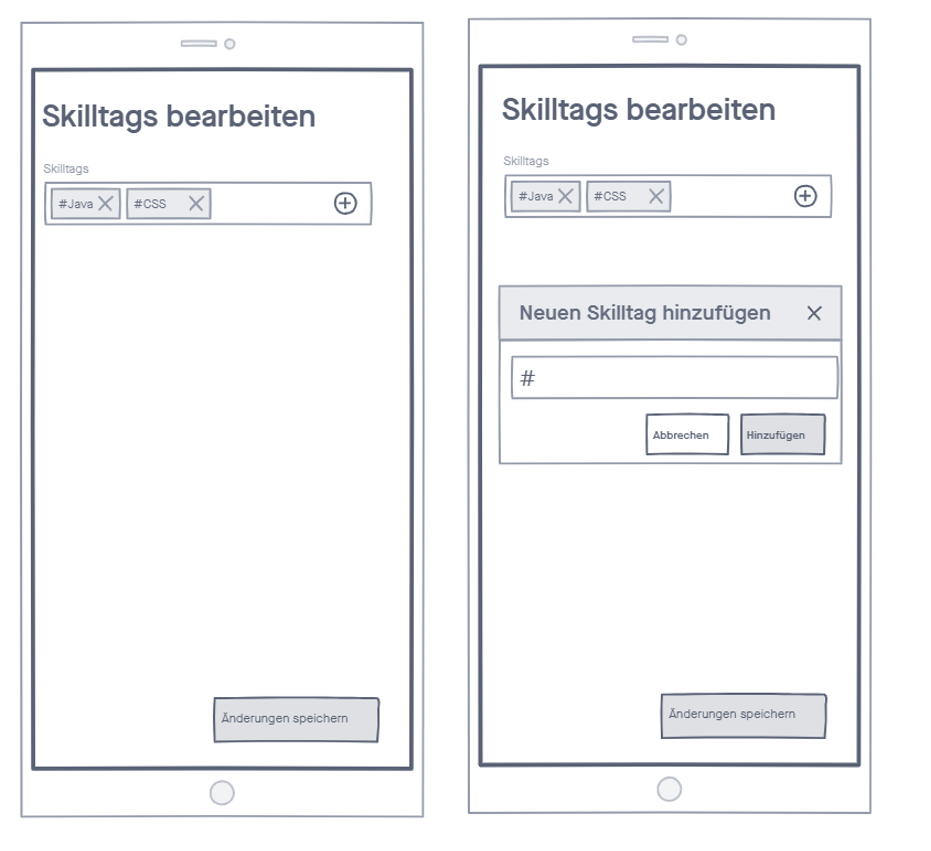 Skilltags bearbeiten
Skilltags
#Java #CSS
Änderungen speichern
Skilltags bearbeiten
Skilltags
#Java #CSS
Neuen Skilltag hinzufügen
#
Abbrechen Hinzufügen
Änderungen speichern